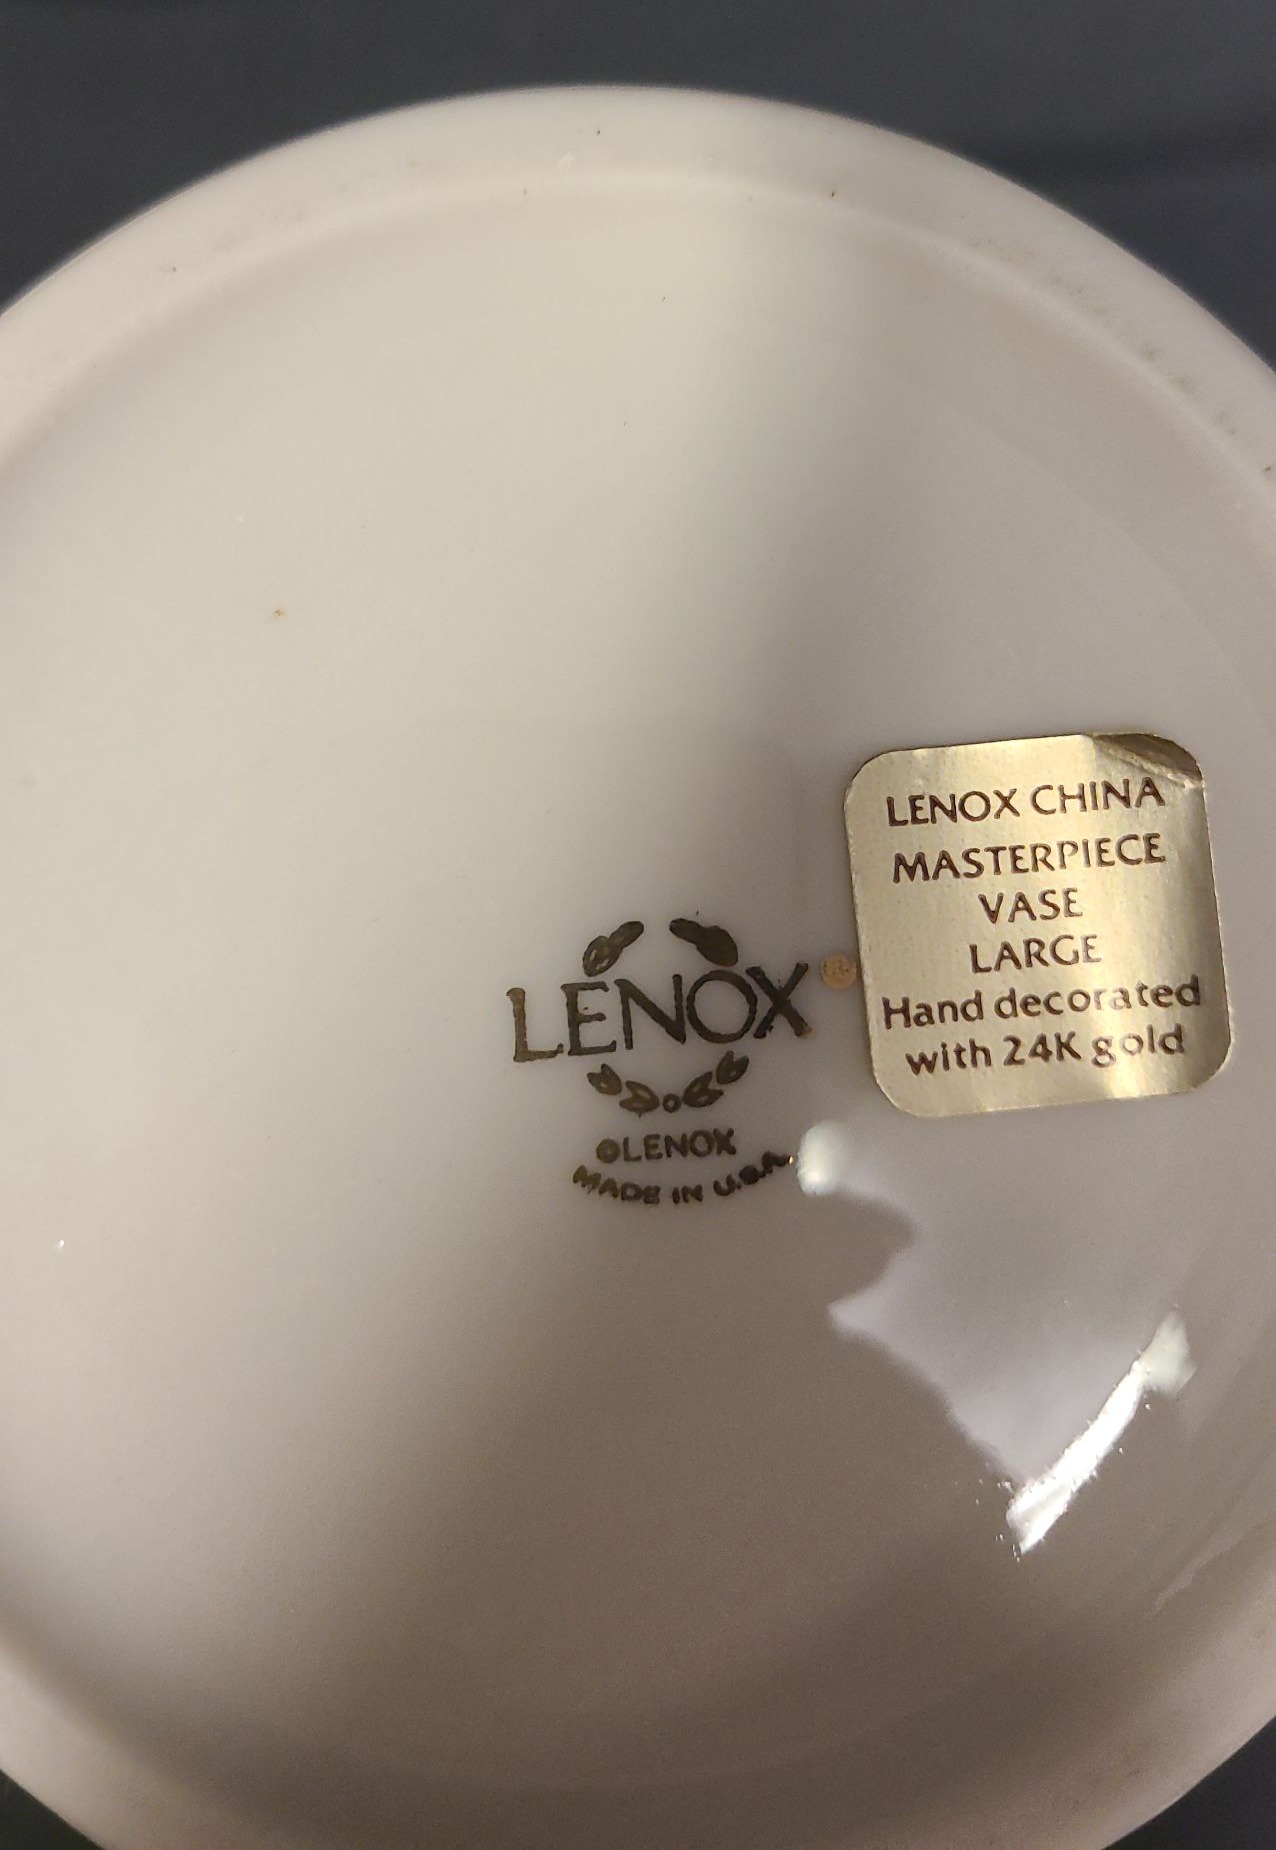 LENOX
©LENOX
MADE IN U.S.A.
LENOX CHINA
MASTERPIECE
VASE
LARGE
Hand decorated
with 24K gold